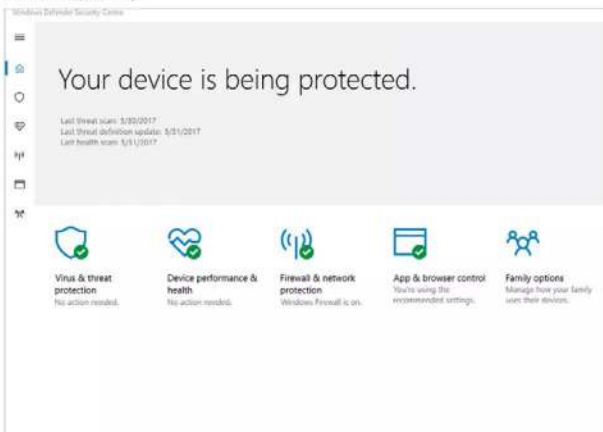 Windows Defender Security Centre
Your device is being protected.
Last threat scan: 5/30/2017
Last threat definition update: 5/31/2017
Last health scan: 5/31/2017
Virus & threat
protection
No action needed.
Device performance &
health
No action needed.
Firewall & network
protection
Windows Firewall is on.
App & browser control
You're using the
recommended settings.
Family options
Manage how your family
uses their devices.